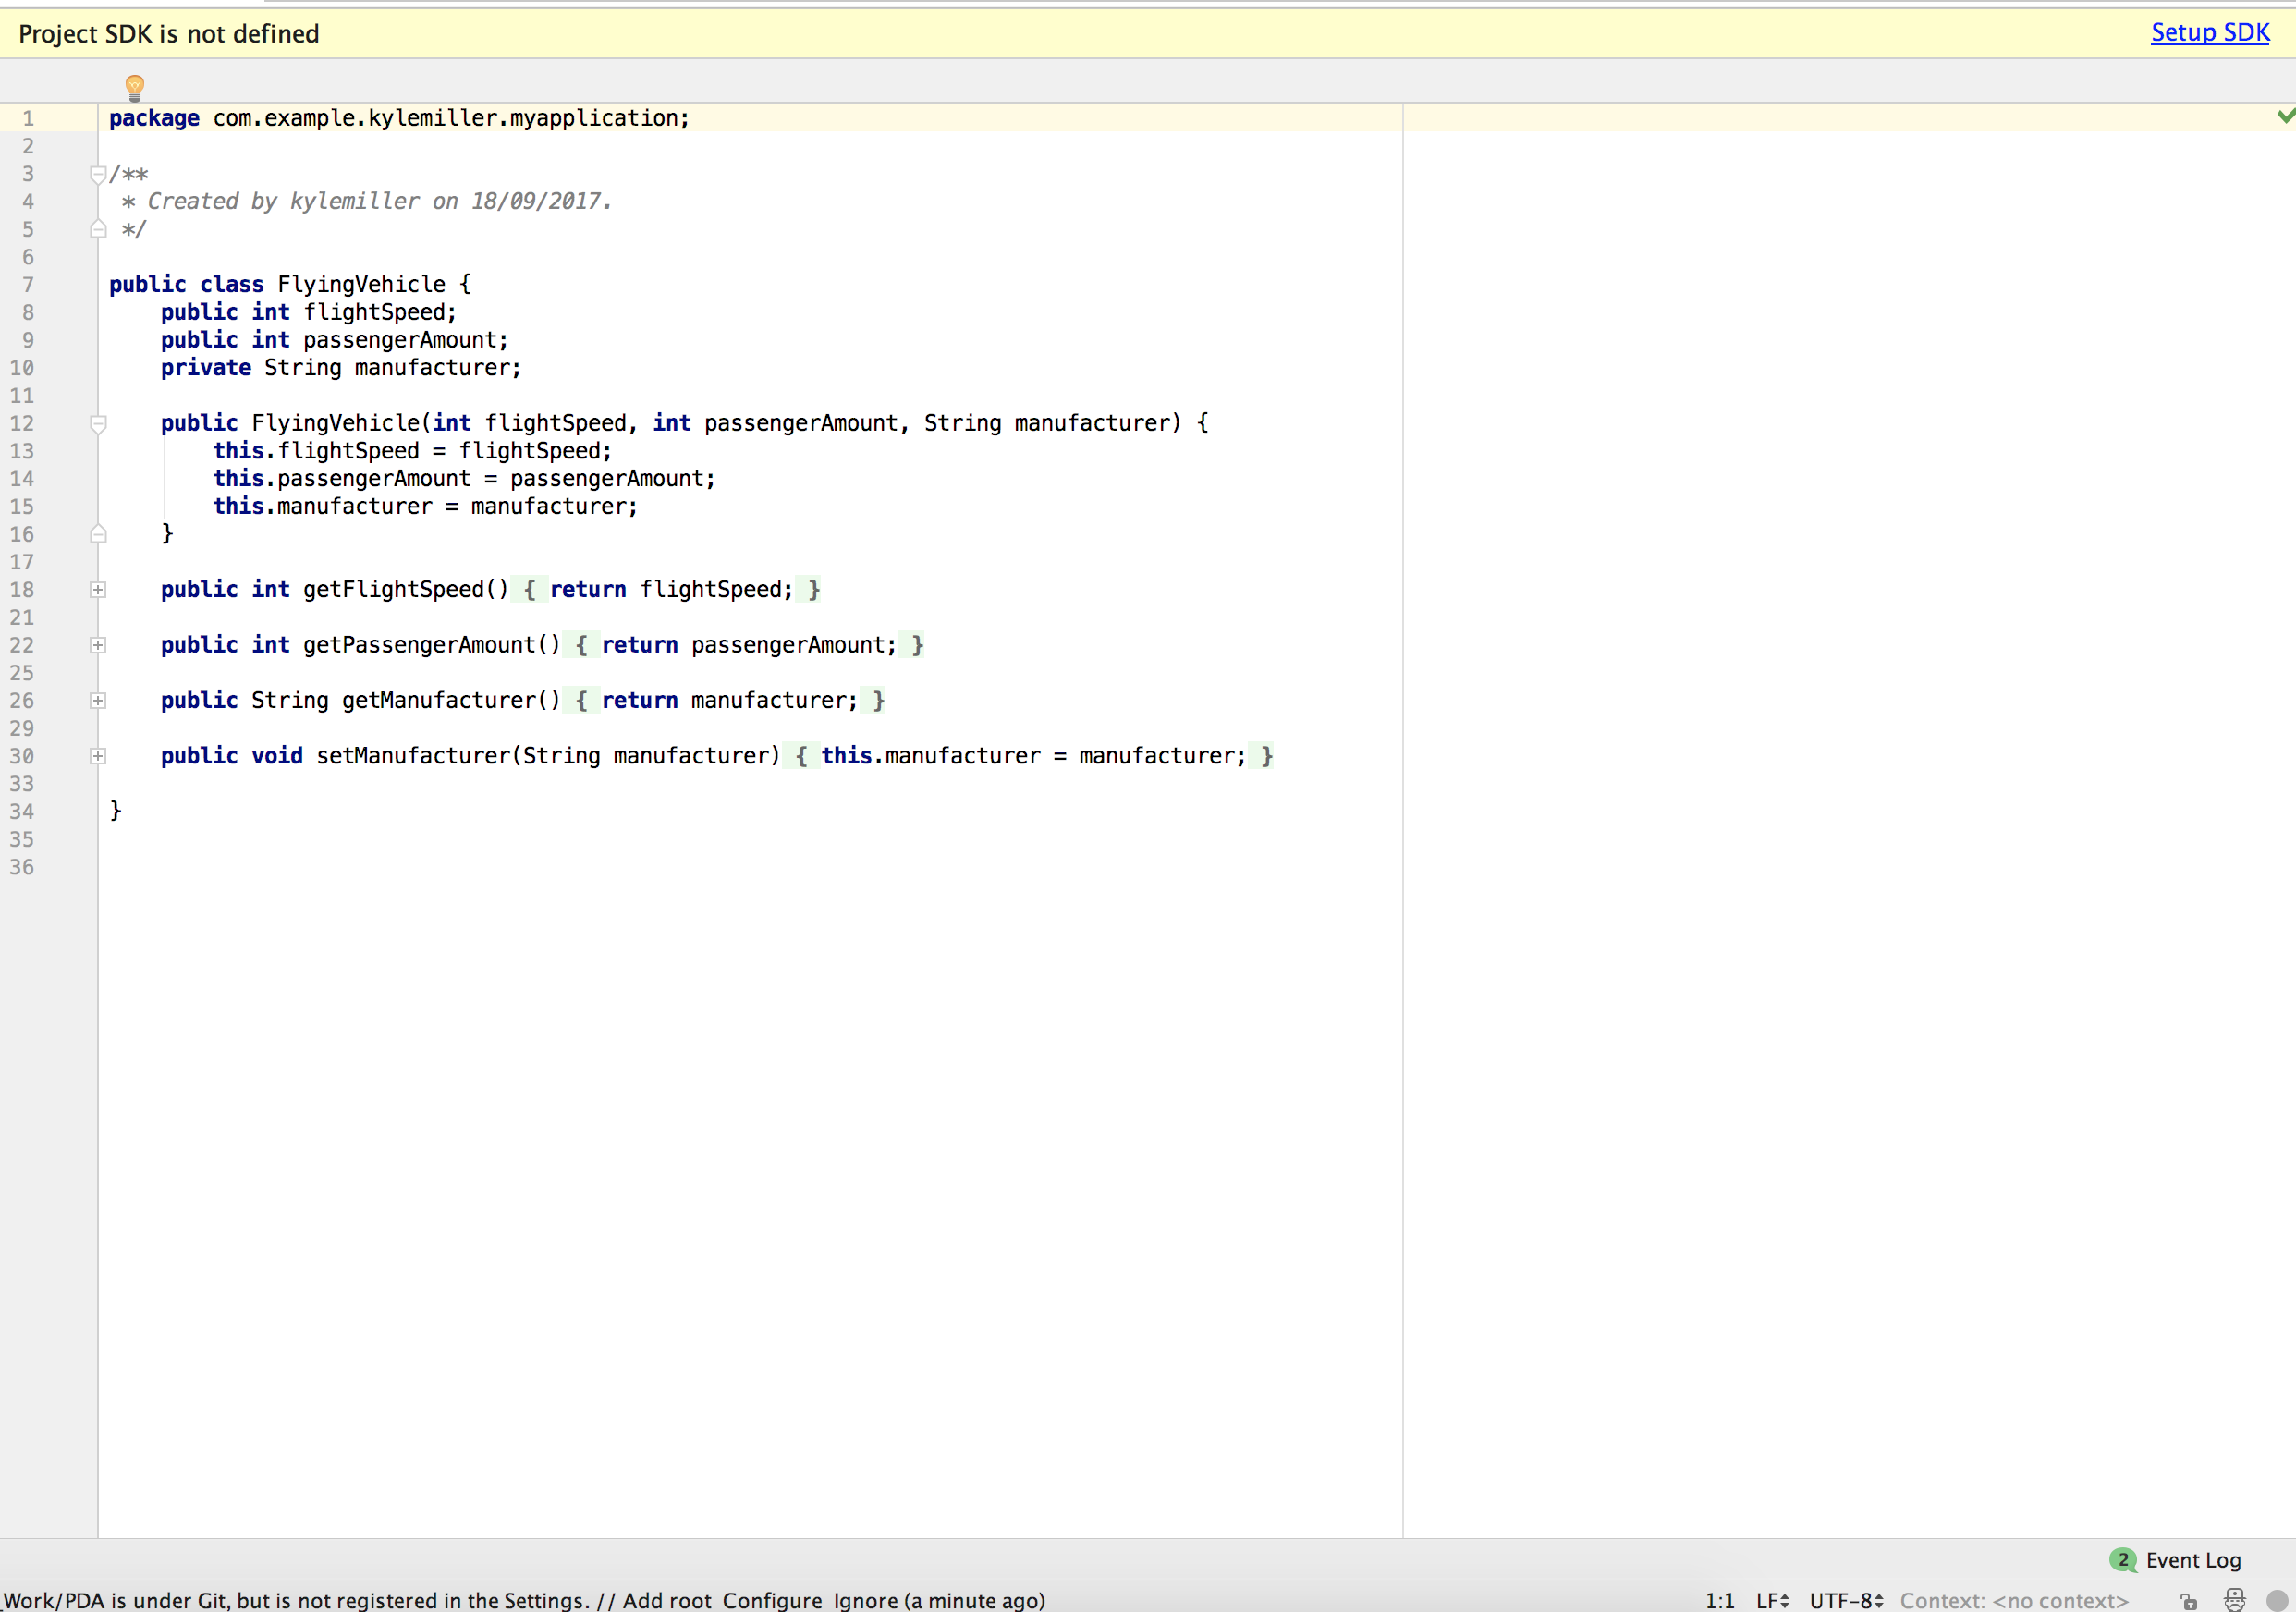 Project SDK is not defined Setup SDK
1 package com.example.kylemiller.myapplication;
2
3 /**
4 * Created by kylemiller on 18/09/2017.
5 */
6
7 public class FlyingVehicle {
8 public int flightSpeed;
9 public int passengerAmount;
10 private String manufacturer;
11
12 public FlyingVehicle(int flightSpeed, int passengerAmount, String manufacturer) {
13 this.flightSpeed = flightSpeed;
14 this.passengerAmount = passengerAmount;
15 this.manufacturer = manufacturer;
16 }
17
18 public int getFlightSpeed() { return flightSpeed; }
21
22 public int getPassengerAmount() { return passengerAmount; }
25
26 public String getManufacturer() { return manufacturer; }
29
30 public void setManufacturer(String manufacturer) { this.manufacturer = manufacturer; }
33
34 }
35
36
2 Event Log
_Work/PDA is under Git, but is not registered in the Settings. // Add root Configure Ignore (a minute ago) 1:1 LF UTF-8 Context: <no context>